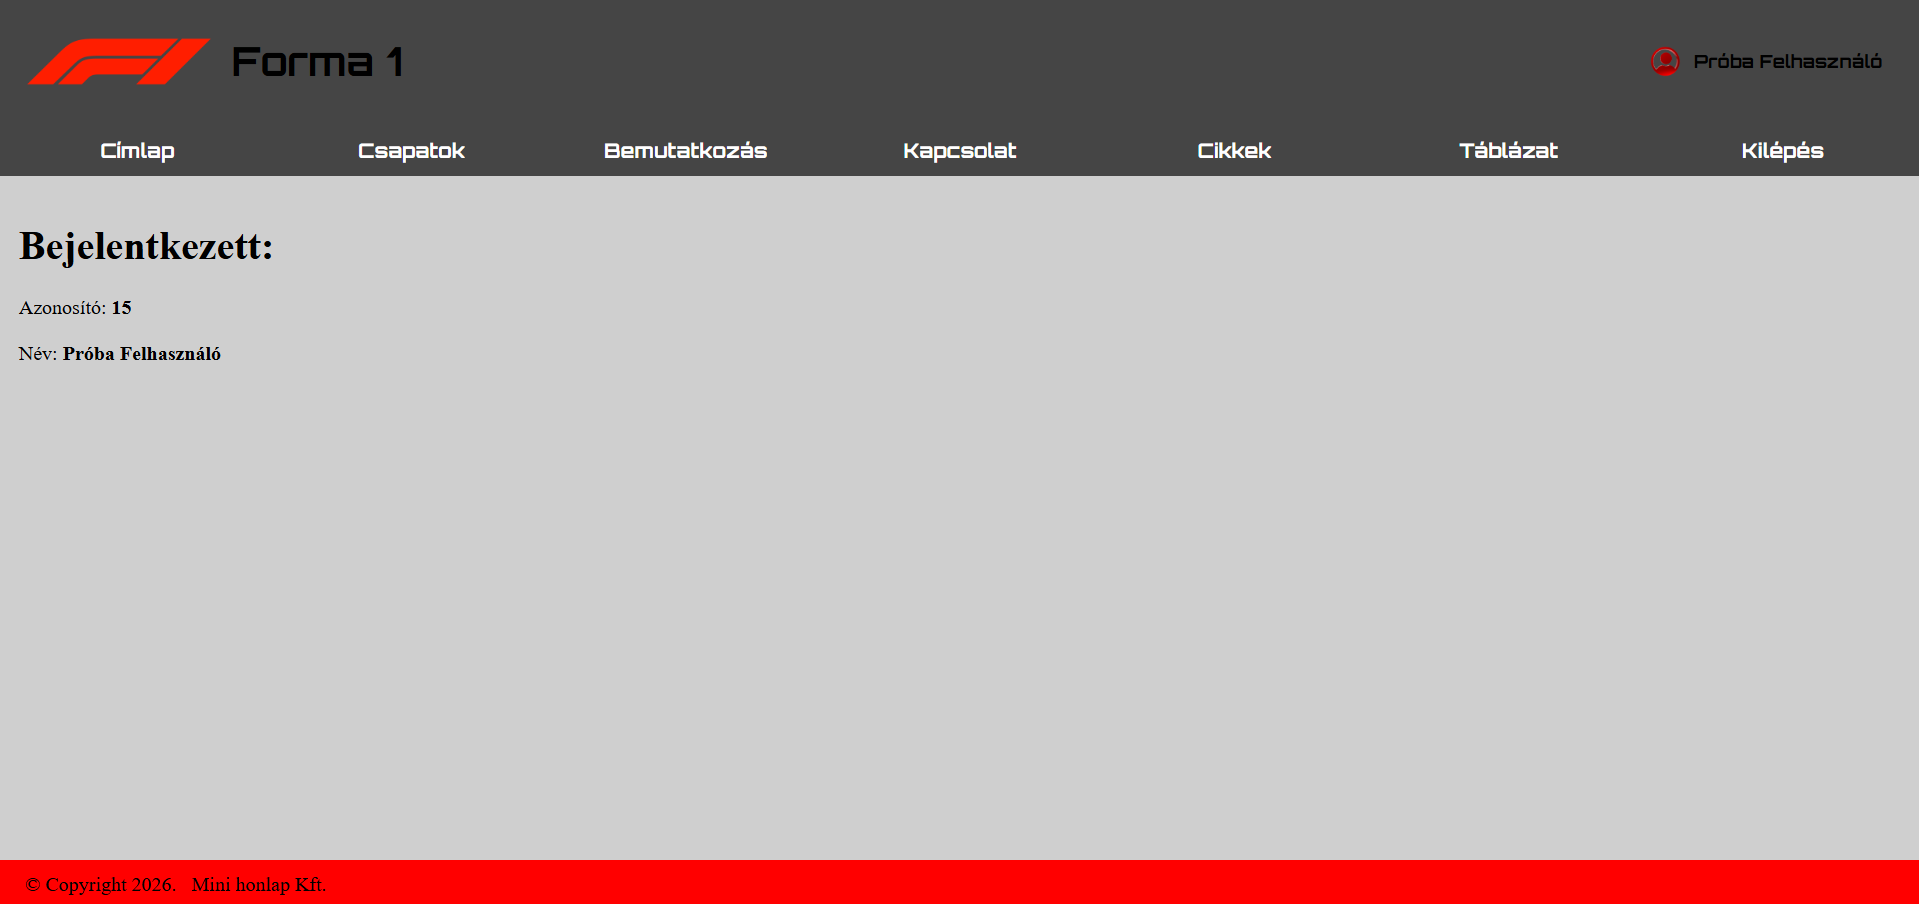 Forma 1
Próba Felhasználó
Címlap Csapatok Bemutatkozás Kapcsolat Cikkek Táblázat Kilépés
Bejelentkezett:
Azonosító: 15
Név: Próba Felhasználó
© Copyright 2026. Mini honlap Kft.